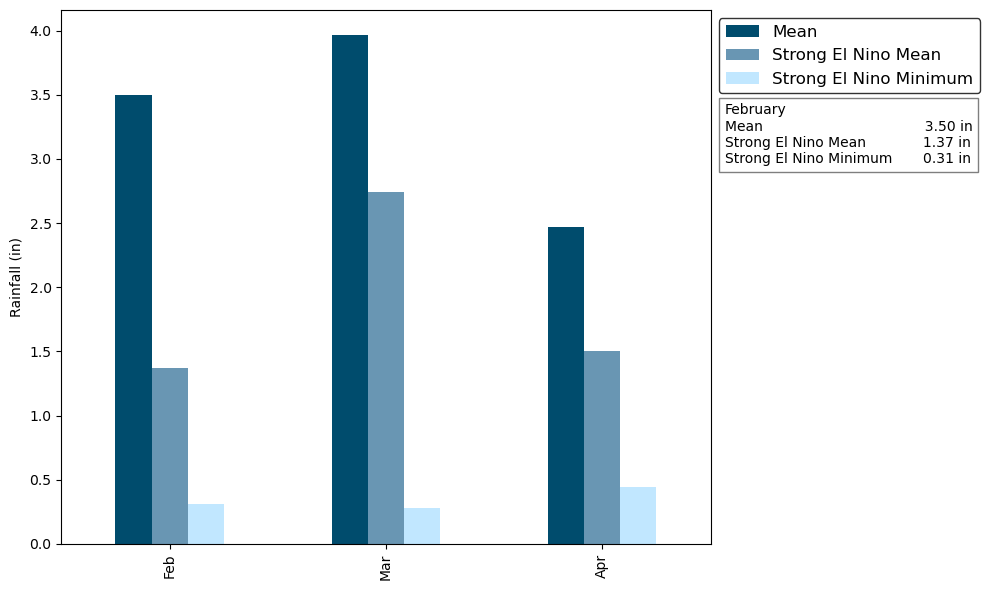 4.0
3.5
3.0
2.5
2.0
1.5
1.0
0.5
0.0
Rainfall (in)
Feb
Mar
Apr
Mean
Strong El Nino Mean
Strong El Nino Minimum
February
Mean 3.50 in
Strong El Nino Mean 1.37 in
Strong El Nino Minimum 0.31 in